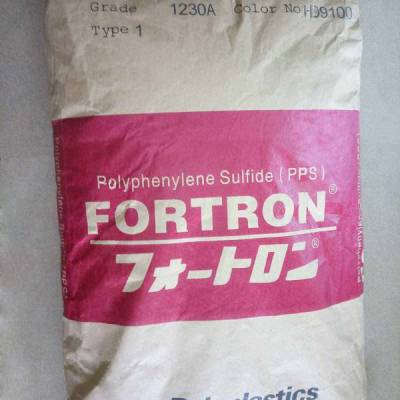 Grade 1230A Color No. HD9100
Type 1
Polyphenylene Sulfide (PPS)
FORTRON®
フォートロン®